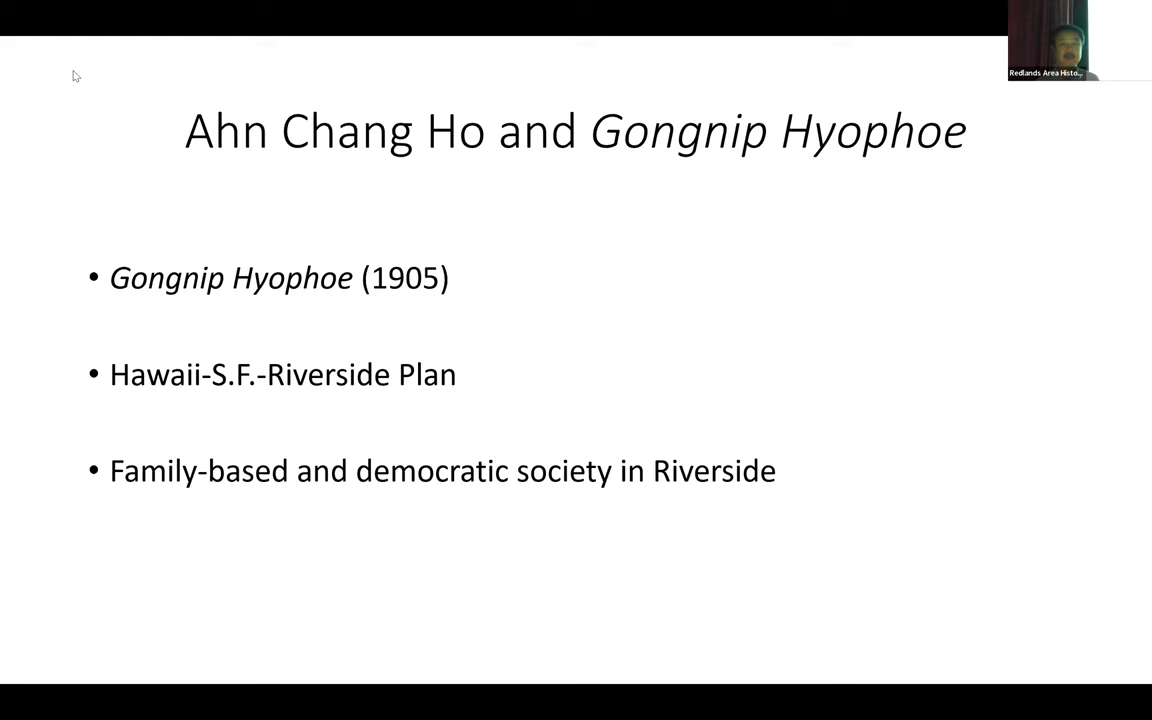 Redlands Area Histo...
Ahn Chang Ho and Gongnip Hyophoe
• Gongnip Hyophoe (1905)
• Hawaii-S.F.-Riverside Plan
• Family-based and democratic society in Riverside